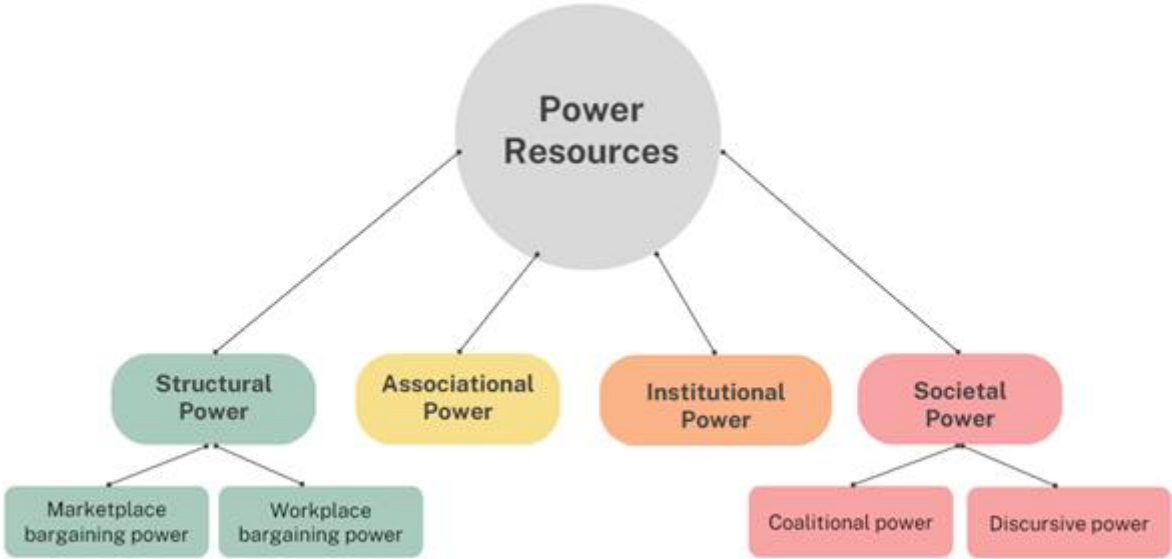 Power
Resources
Structural
Power
Associational
Power
Institutional
Power
Societal
Power
Marketplace
bargaining power
Workplace
bargaining power
Coalitional power
Discursive power